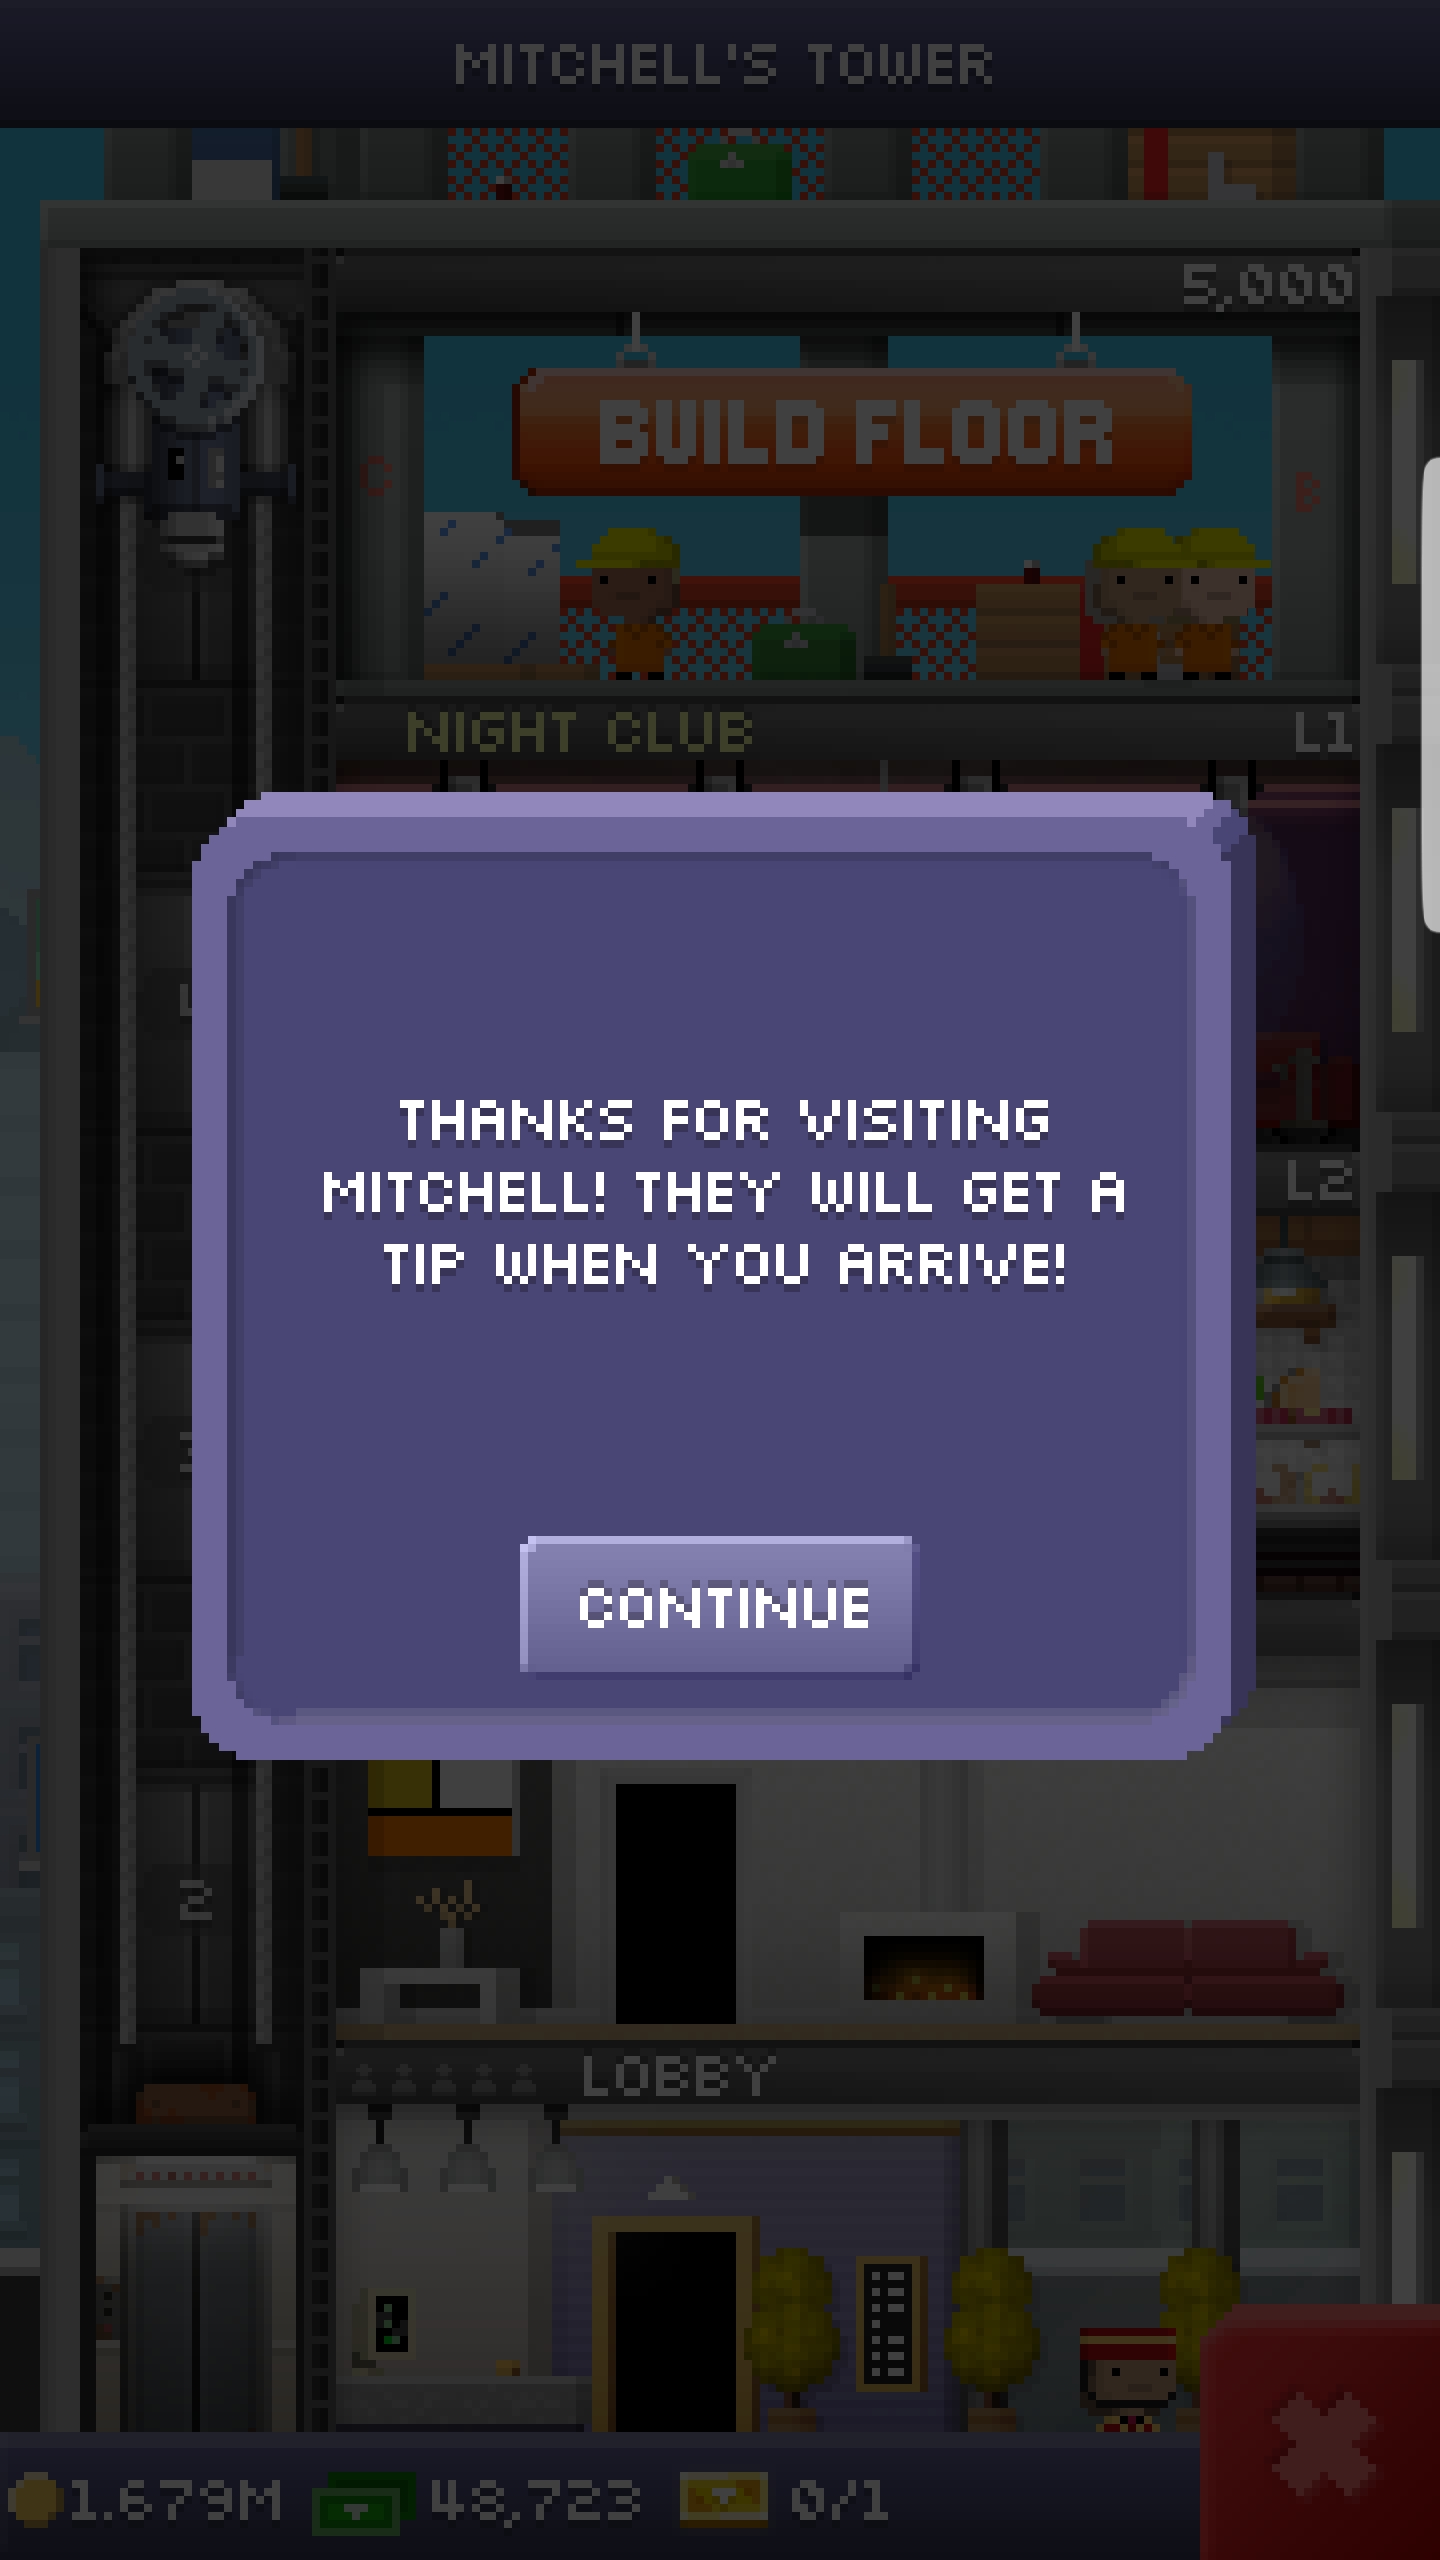 MITCHELL'S TOWER
5,000
BUILD FLOOR
C
B
NIGHT CLUB
L1
THANKS FOR VISITING
MITCHELL! THEY WILL GET A
TIP WHEN YOU ARRIVE!
L2
CONTINUE
2
LOBBY
1.679M
48,723
0/1